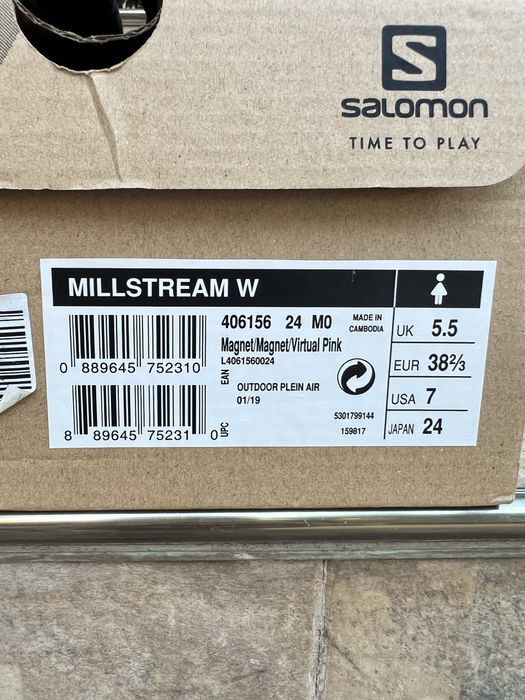 S
SALOMON
TIME TO PLAY
MILLSTREAM W
406156 24 M0
MADE IN
CAMBODIA
Magnet/Magnet/Virtual Pink
L4061560024
0 889645 752310
EAN
OUTDOOR PLEIN AIR
01/19
5301799144
159817
8 89645 75231 0
UPC
UK 5.5
EUR 38⅔
USA 7
JAPAN 24